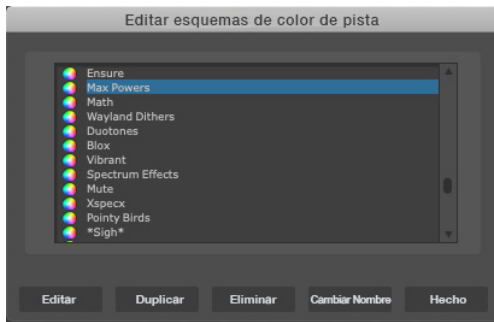 Editar esquemas de color de pista
Ensure
Max Powers
Math
Wayland Dithers
Duotones
Blox
Vibrant
Spectrum Effects
Mute
Xspecx
Pointy Birds
*Sigh*
Editar Duplicar Eliminar Cambiar Nombre Hecho